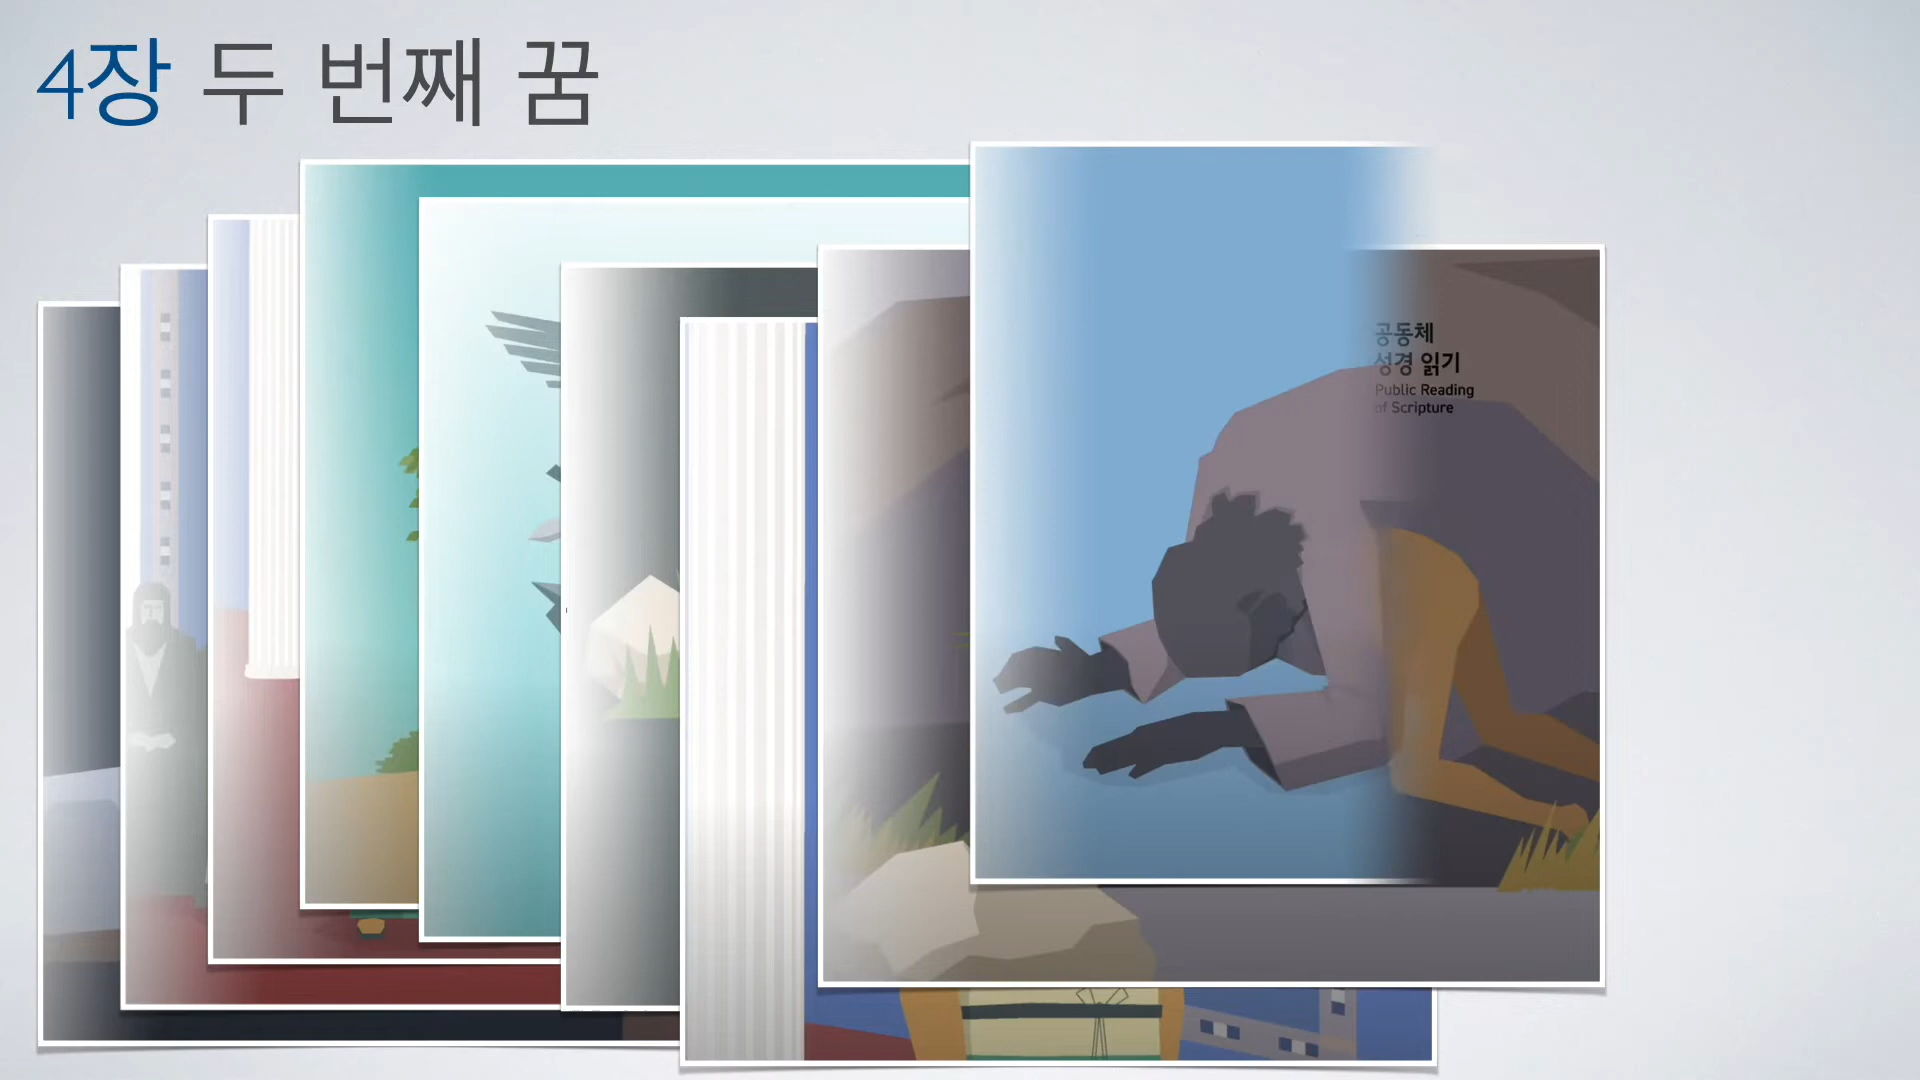 4장 두 번째 꿈
공동체
성경 읽기
Public Reading
of Scripture